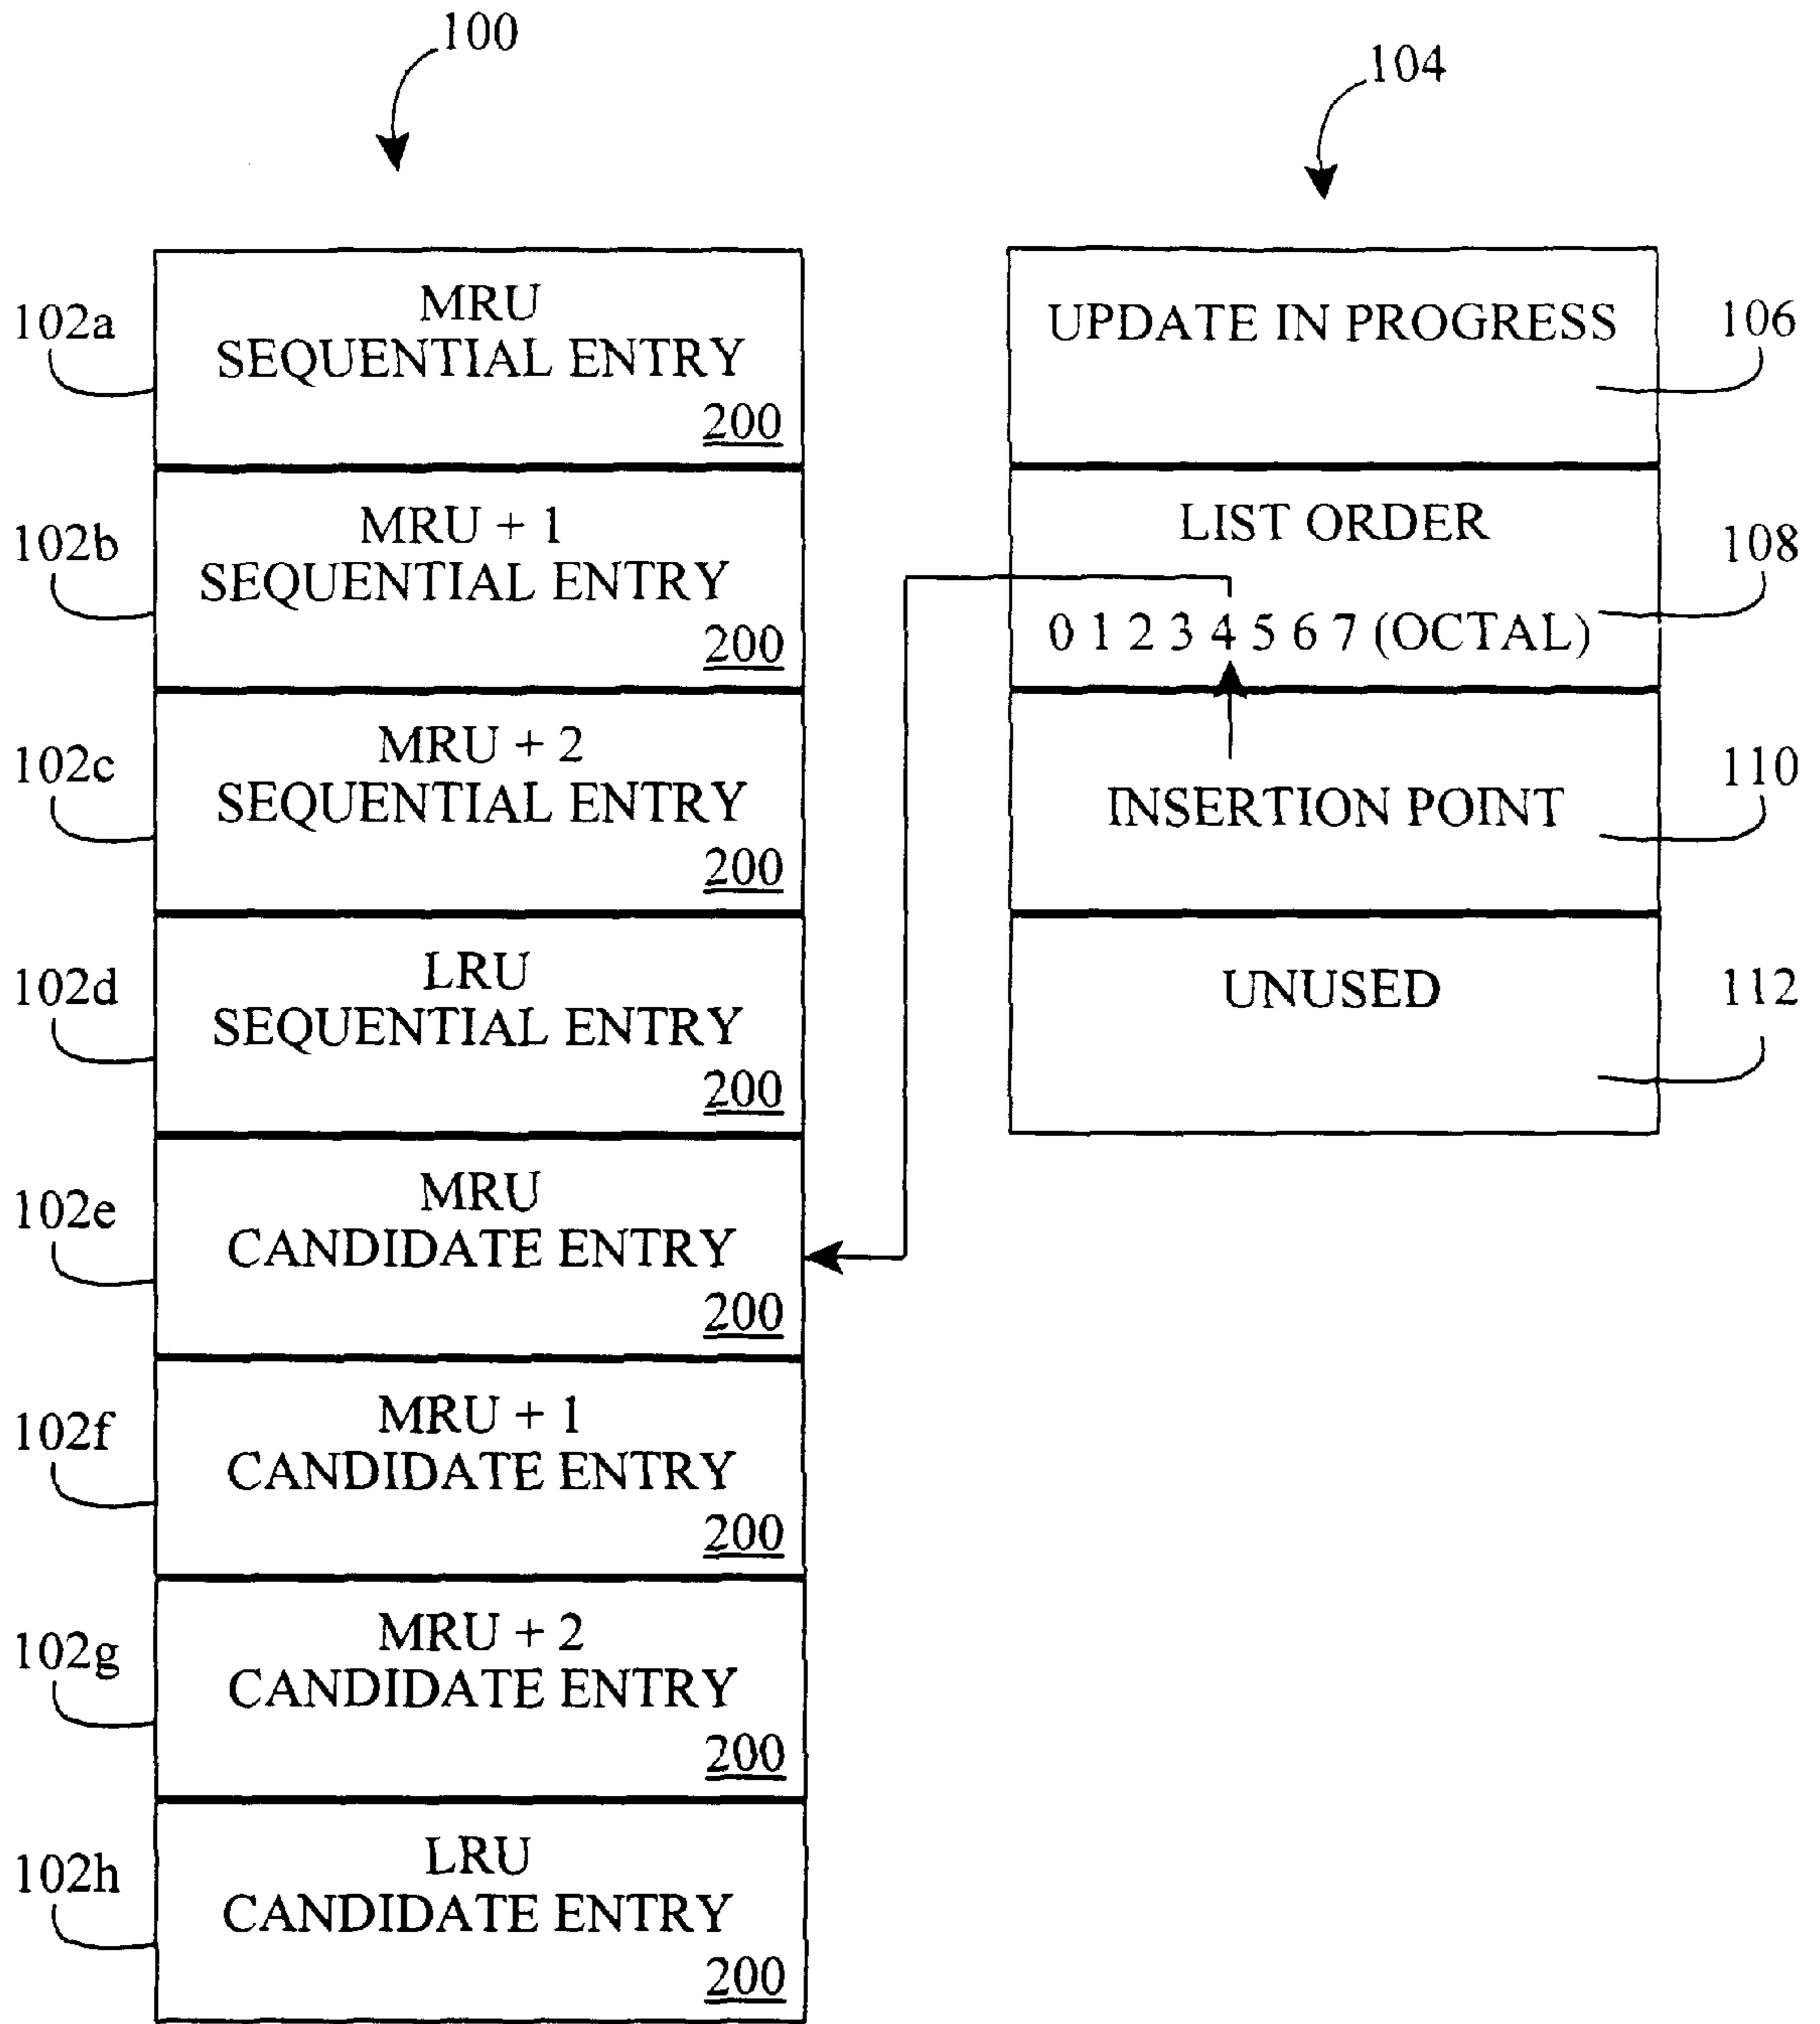 100
104
102a
MRU
SEQUENTIAL ENTRY
200
102b
MRU + 1
SEQUENTIAL ENTRY
200
102c
MRU + 2
SEQUENTIAL ENTRY
200
102d
LRU
SEQUENTIAL ENTRY
200
102e
MRU
CANDIDATE ENTRY
200
102f
MRU + 1
CANDIDATE ENTRY
200
102g
MRU + 2
CANDIDATE ENTRY
200
102h
LRU
CANDIDATE ENTRY
200
UPDATE IN PROGRESS
106
LIST ORDER
108
0 1 2 3 4 5 6 7 (OCTAL)
INSERTION POINT
110
UNUSED
112